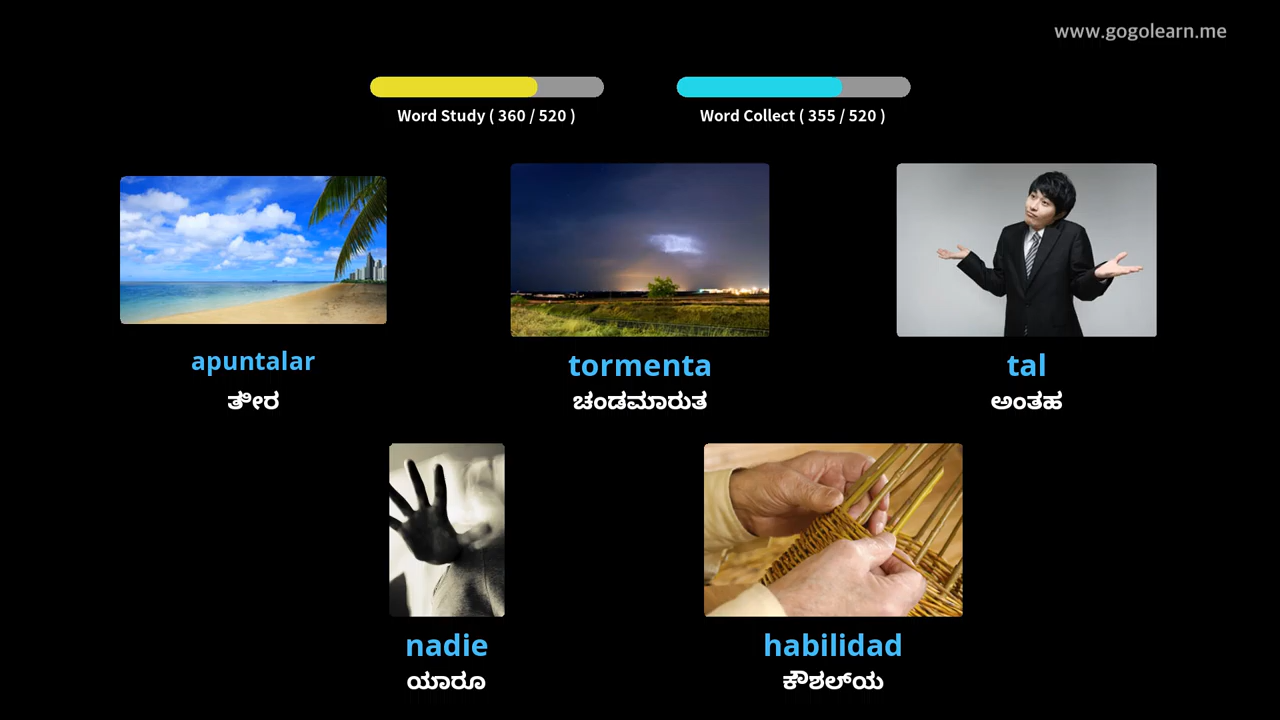 www.gogolearn.me
Word Study ( 360 / 520 )
Word Collect ( 355 / 520 )
apuntalar
ತೀರ
tormenta
ಚಂಡಮಾರುತ
tal
ಅಂತಹ
nadie
ಯಾರೂ
habilidad
ಕೌಶಲ್ಯ